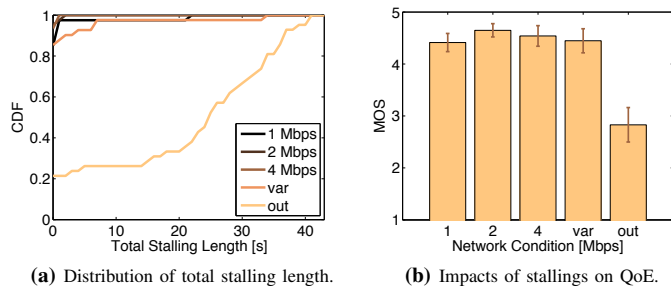 1
0.8
0.6
0.4
0.2
0
CDF
0 10 20 30 40
Total Stalling Length [s]
1 Mbps
2 Mbps
4 Mbps
var
out
(a) Distribution of total stalling length.
5
4
3
2
1
MOS
1 2 4 var out
Network Condition [Mbps]
(b) Impacts of stallings on QoE.